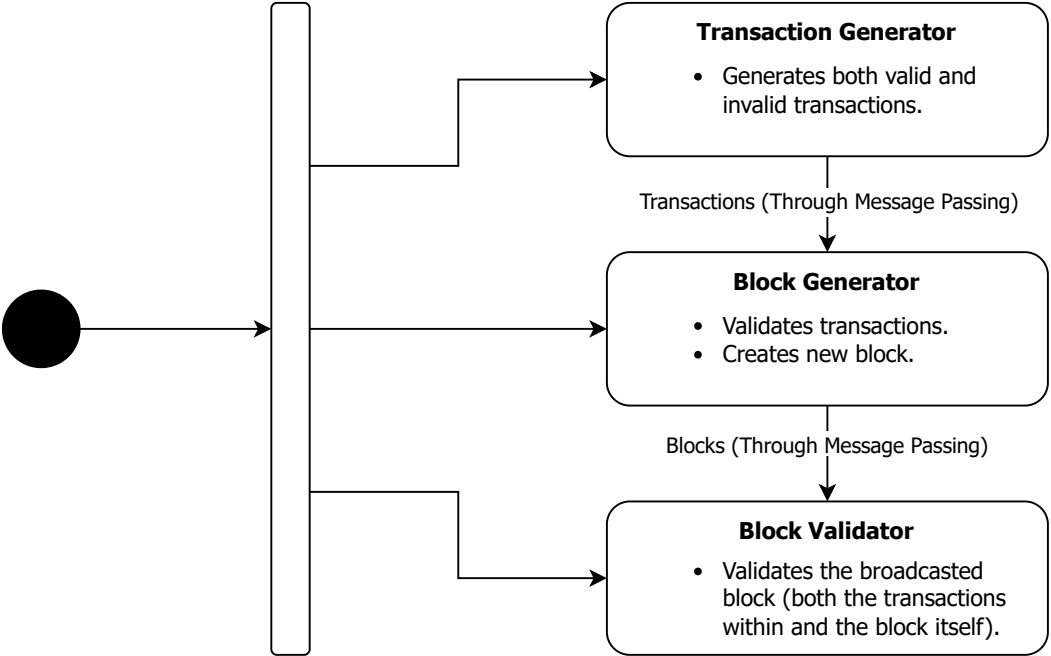 Transaction Generator
• Generates both valid and
invalid transactions.
Transactions (Through Message Passing)
Block Generator
• Validates transactions.
• Creates new block.
Blocks (Through Message Passing)
Block Validator
• Validates the broadcasted
block (both the transactions
within and the block itself).